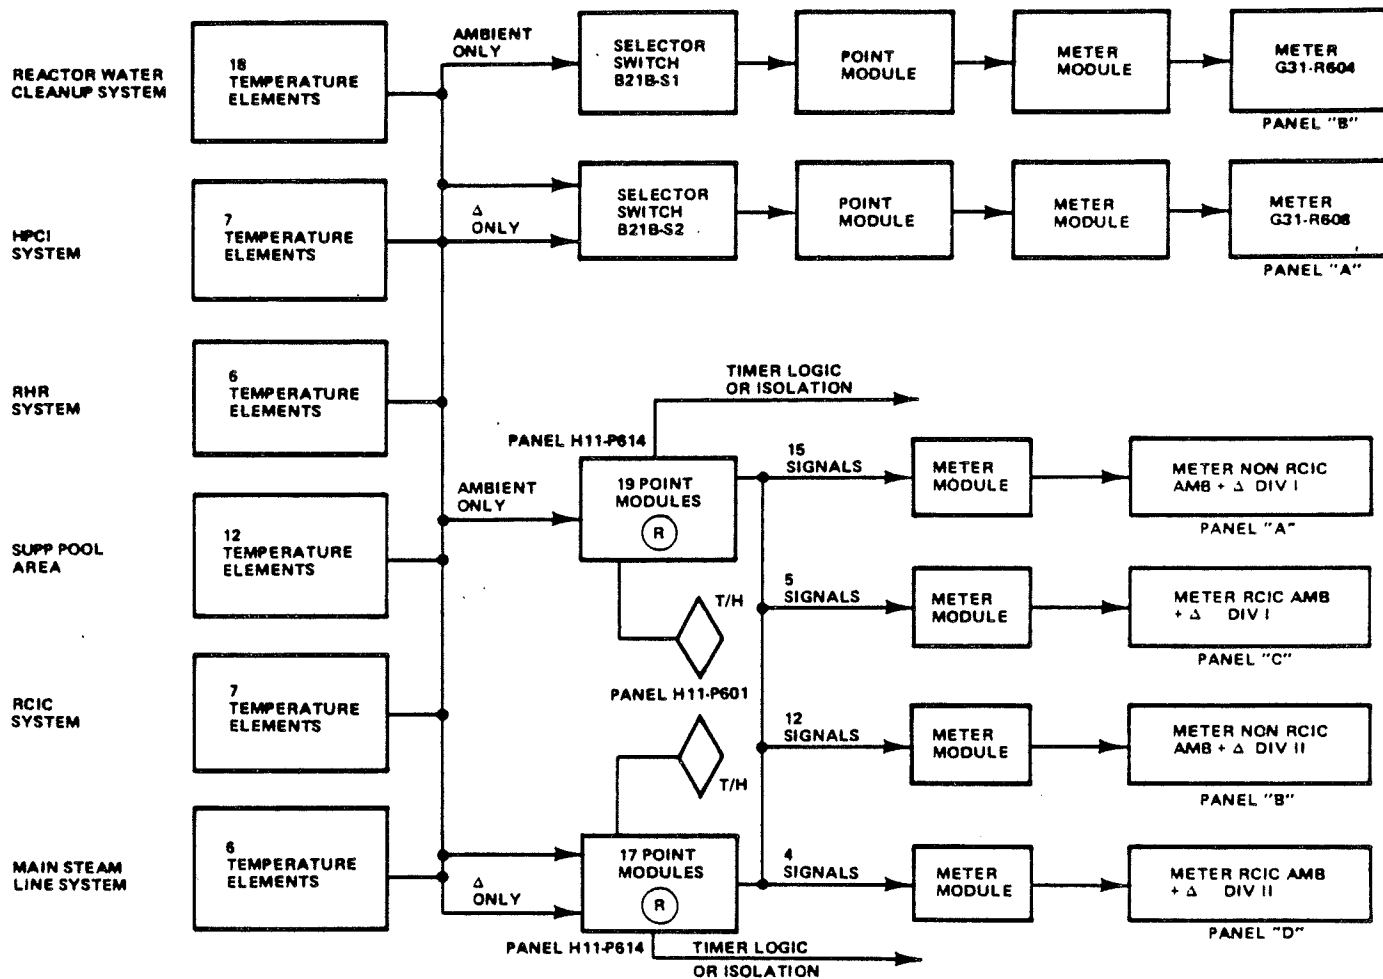 REACTOR WATER
CLEANUP SYSTEM
18
TEMPERATURE
ELEMENTS
AMBIENT
ONLY
SELECTOR
SWITCH
B21B-S1
POINT
MODULE
METER
MODULE
METER
G31-R604
PANEL "B"
HPCI
SYSTEM
7
TEMPERATURE
ELEMENTS
Δ
ONLY
SELECTOR
SWITCH
B21B-S2
POINT
MODULE
METER
MODULE
METER
G31-R608
PANEL "A"
RHR
SYSTEM
6
TEMPERATURE
ELEMENTS
TIMER LOGIC
OR ISOLATION
PANEL H11-P614
SUPP POOL
AREA
12
TEMPERATURE
ELEMENTS
AMBIENT
ONLY
19 POINT
MODULES
R
15
SIGNALS
METER
MODULE
METER NON RCIC
AMB + Δ DIV I
PANEL "A"
T/H
PANEL H11-P601
5
SIGNALS
METER
MODULE
METER RCIC AMB
+ Δ DIV I
PANEL "C"
RCIC
SYSTEM
7
TEMPERATURE
ELEMENTS
T/H
12
SIGNALS
METER
MODULE
METER NON RCIC
AMB + Δ DIV II
PANEL "B"
MAIN STEAM
LINE SYSTEM
6
TEMPERATURE
ELEMENTS
Δ
ONLY
17 POINT
MODULES
R
PANEL H11-P614
TIMER LOGIC
OR ISOLATION
4
SIGNALS
METER
MODULE
METER RCIC AMB
+ Δ DIV II
PANEL "D"